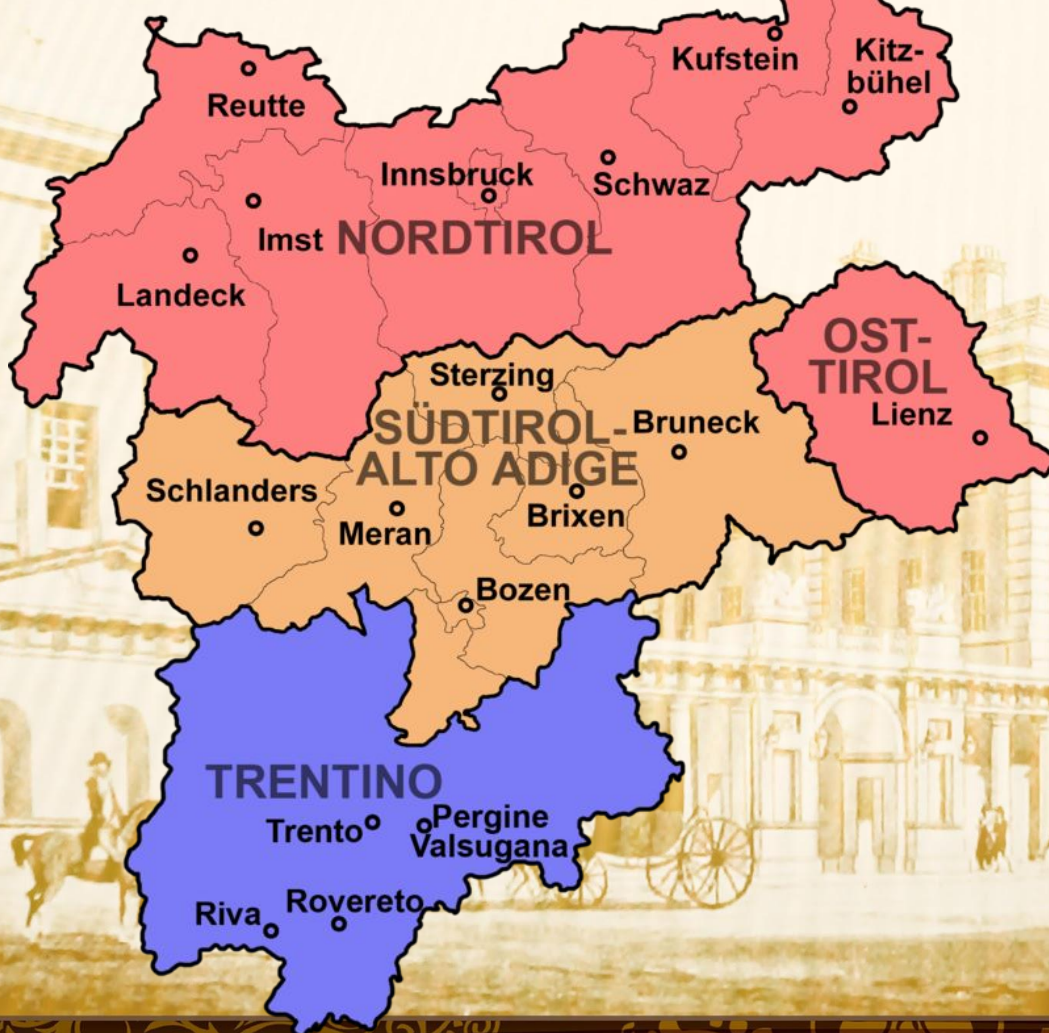 Kufstein
Kitz-
bühel
Reutte
Innsbruck
Schwaz
Imst
NORDTIROL
Landeck
OST-
TIROL
Lienz
Sterzing
SÜDTIROL-
ALTO ADIGE
Bruneck
Schlanders
Meran
Brixen
Bozen
TRENTINO
Trento
Pergine
Valsugana
Riva
Rovereto